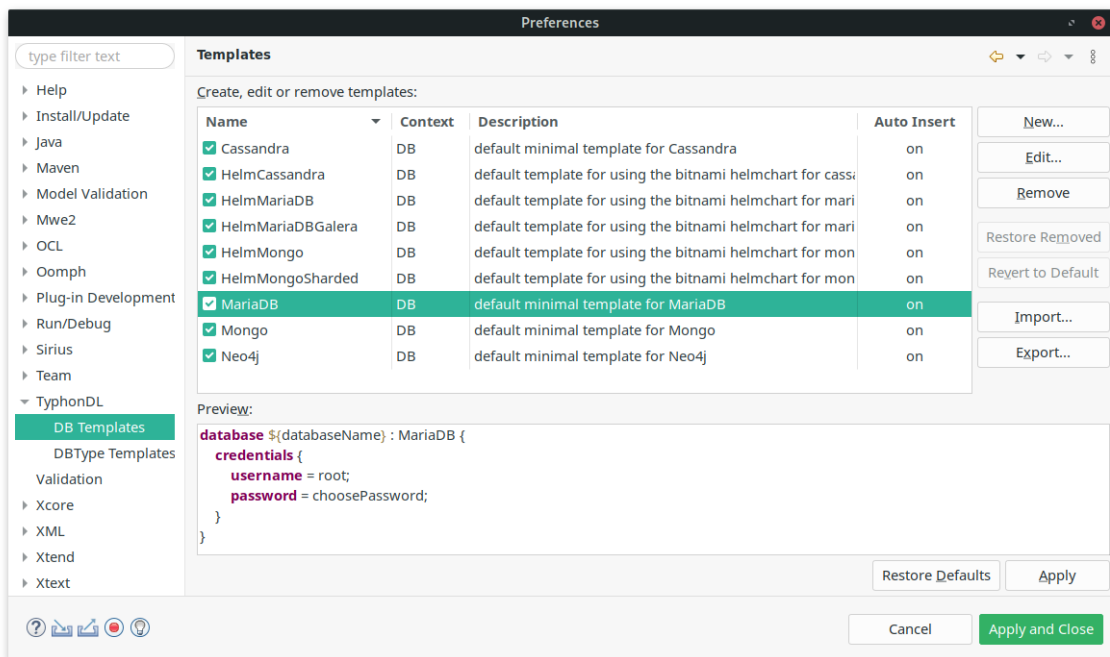 Preferences
type filter text
Help
Install/Update
Java
Maven
Model Validation
Mwe2
OCL
Oomph
Plug-in Development
Run/Debug
Sirius
Team
TyphonDL
DB Templates
DBType Templates
Validation
Xcore
XML
Xtend
Xtext
Templates
Create, edit or remove templates:
Name Context Description Auto Insert
Cassandra DB default minimal template for Cassandra on
HelmCassandra DB default template for using the bitnami helmchart for cassa on
HelmMariaDB DB default template for using the bitnami helmchart for mari on
HelmMariaDBGalera DB default template for using the bitnami helmchart for mari on
HelmMongo DB default template for using the bitnami helmchart for mon on
HelmMongoSharded DB default template for using the bitnami helmchart for mon on
MariaDB DB default minimal template for MariaDB on
Mongo DB default minimal template for Mongo on
Neo4j DB default minimal template for Neo4j on
New...
Edit...
Remove
Restore Removed
Revert to Default
Import...
Export...
Preview:
database ${databaseName} : MariaDB {
credentials {
username = root;
password = choosePassword;
}
}
Restore Defaults Apply
Cancel Apply and Close